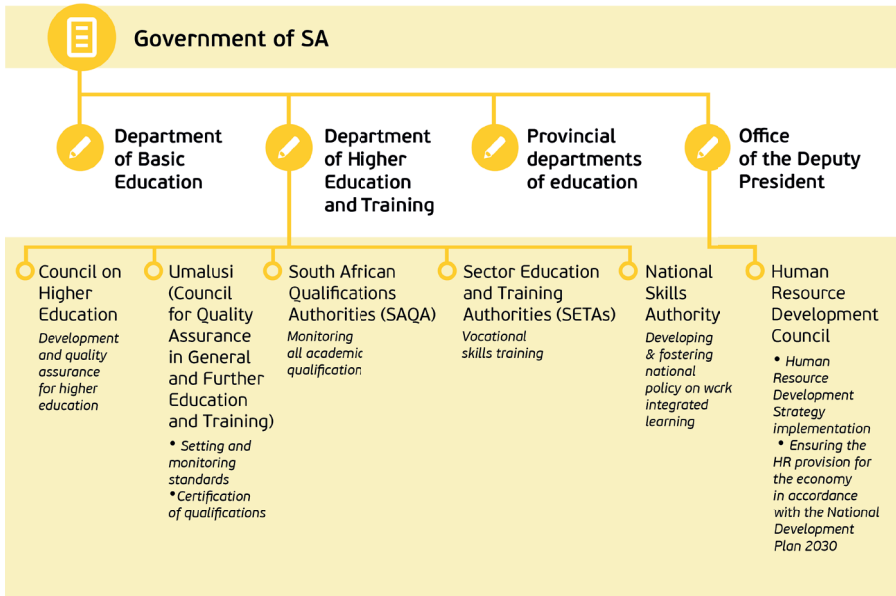 Government of SA
Department
of Basic
Education
Department
of Higher
Education
and Training
Provincial
departments
of education
Office
of the Deputy
President
Council on
Higher
Education
Development
and quality
assurance
for higher
education
Umalusi
(Council
for Quality
Assurance
in General
and Further
Education
and Training)
• Setting and
monitoring
standards
•Certification
of qualifications
South African
Qualifications
Authorities (SAQA)
Monitoring
all academic
qualification
Sector Education
and Training
Authorities (SETAs)
Vocational
skills training
National
Skills
Authority
Developing
& fostering
national
policy on work
integrated
learning
Human
Resource
Development
Council
• Human
Resource
Development
Strategy
implementation
• Ensuring the
HR provision for
the economy
in accordance
with the National
Development
Plan 2030